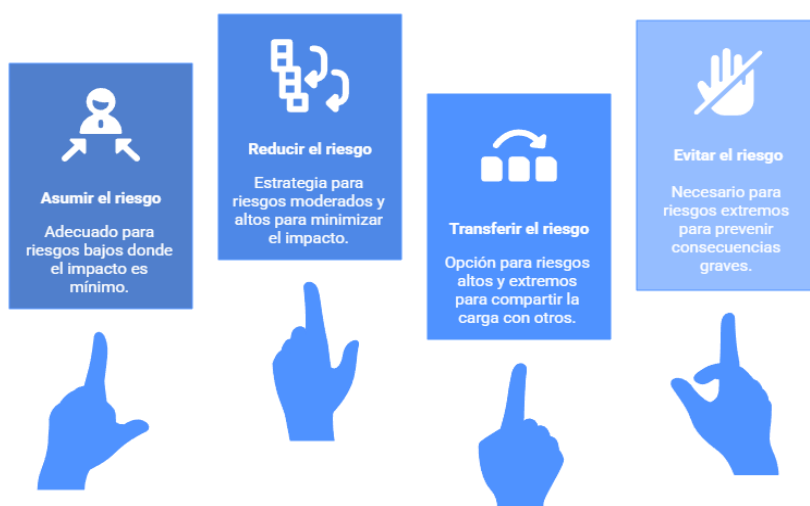 Asumir el riesgo
Adecuado para
riesgos bajos donde
el impacto es
mínimo.
Reducir el riesgo
Estrategia para
riesgos moderados y
altos para minimizar
el impacto.
Transferir el riesgo
Opción para riesgos
altos y extremos
para compartir la
carga con otros.
Evitar el riesgo
Necesario para
riesgos extremos
para prevenir
consecuencias
graves.